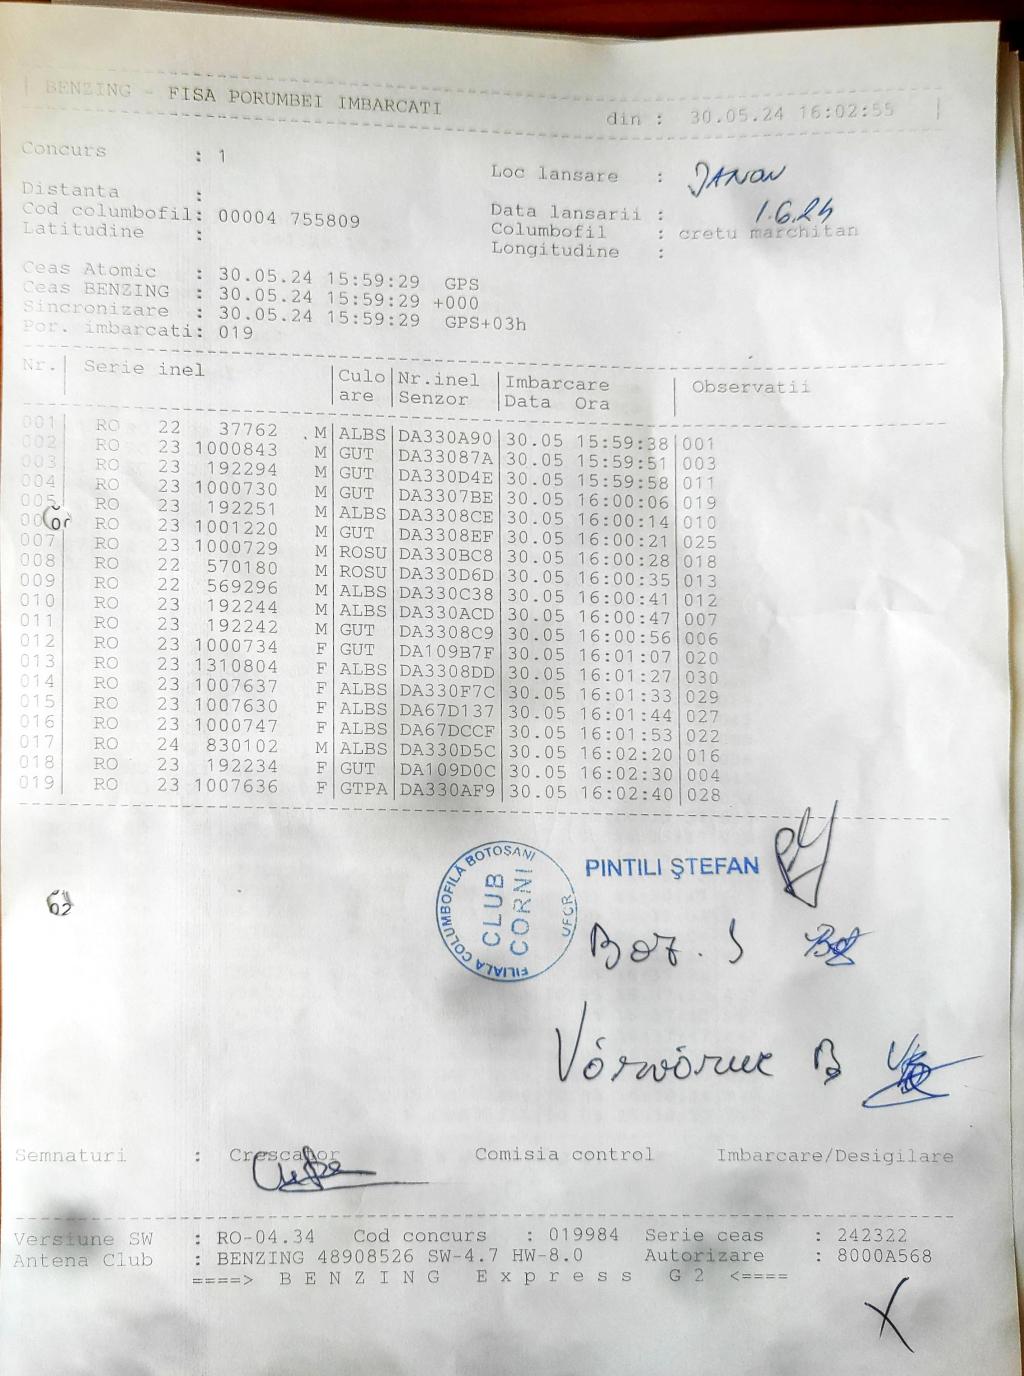 BENZING - FISA PORUMBEI IMBARCATI din : 30.05.24 16:02:55
Concurs : 1
Loc lansare :
Distanta :
Data lansarii : 1.6.24
Cod columbofil: 00004 755809
Columbofil : cretu marchitan
Latitudine :
Longitudine :
Ceas Atomic : 30.05.24 15:59:29 GPS
Ceas BENZING : 30.05.24 15:59:29 +000
Sincronizare : 30.05.24 15:59:29 GPS+03h
Por. imbarcati: 019
Nr. Serie inel Culo Nr.inel Imbarcare Observatii
are Senzor Data Ora
001 RO 22 37762 M ALBS DA330A90 30.05 15:59:38 001
002 RO 23 1000843 M GUT DA33087A 30.05 15:59:51 003
003 RO 23 192294 M GUT DA330D4E 30.05 15:59:58 011
004 RO 23 1000730 M GUT DA3307BE 30.05 16:00:06 019
005 RO 23 192251 M ALBS DA3308CE 30.05 16:00:14 010
RO 23 1001220 M GUT DA3308EF 30.05 16:00:21 025
007 RO 23 1000729 M ROSU DA330BC8 30.05 16:00:28 018
008 RO 22 570180 M ROSU DA330D6D 30.05 16:00:35 013
009 RO 22 569296 M ALBS DA330C38 30.05 16:00:41 012
010 RO 23 192244 M ALBS DA330ACD 30.05 16:00:47 007
011 RO 23 192242 M GUT DA3308C9 30.05 16:00:56 006
012 RO 23 1000734 F GUT DA109B7F 30.05 16:01:07 020
013 RO 23 1310804 F ALBS DA3308DD 30.05 16:01:27 030
014 RO 23 1007637 F ALBS DA330F7C 30.05 16:01:33 029
015 RO 23 1007630 F ALBS DA67D137 30.05 16:01:44 027
016 RO 23 1000747 F ALBS DA67DCCF 30.05 16:01:53 022
017 RO 24 830102 M ALBS DA330D5C 30.05 16:02:20 016
018 RO 23 192234 F GUT DA109D0C 30.05 16:02:30 004
019 RO 23 1007636 F GTPA DA330AF9 30.05 16:02:40 028
FILIALA COLUMBOFILĂ BOTOȘANI
CLUB
CORNI
UFCR
PINTILI ȘTEFAN
Semnaturi : Crescator Comisia control Imbarcare/Desigilare
Versiune SW : RO-04.34 Cod concurs : 019984 Serie ceas : 242322
Antena Club : BENZING 48908526 SW-4.7 HW-8.0 Autorizare : 8000A568
====> B E N Z I N G E x p r e s s G 2 <====
X